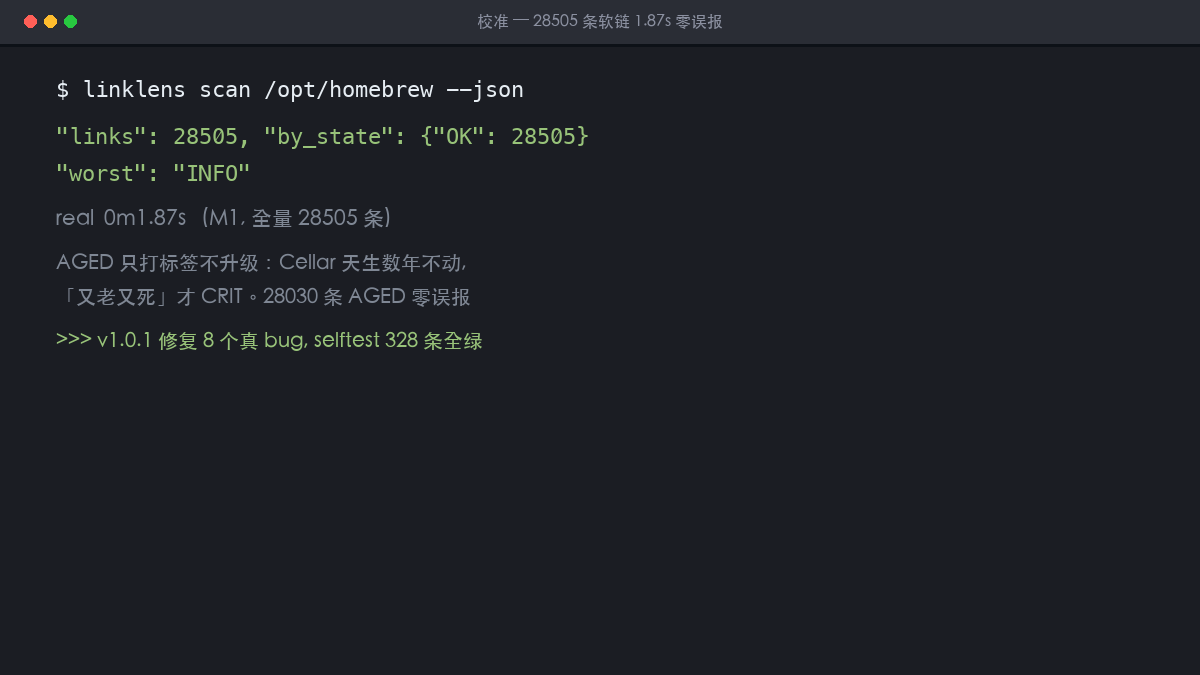 校准 — 28505 条软链 1.87s 零误报
$ linklens scan /opt/homebrew --json
"links": 28505, "by_state": {"OK": 28505}
"worst": "INFO"
real 0m1.87s (M1, 全量 28505 条)
AGED 只打标签不升级：Cellar 天生数年不动,
「又老又死」才 CRIT。28030 条 AGED 零误报
>>> v1.0.1 修复 8 个真 bug, selftest 328 条全绿